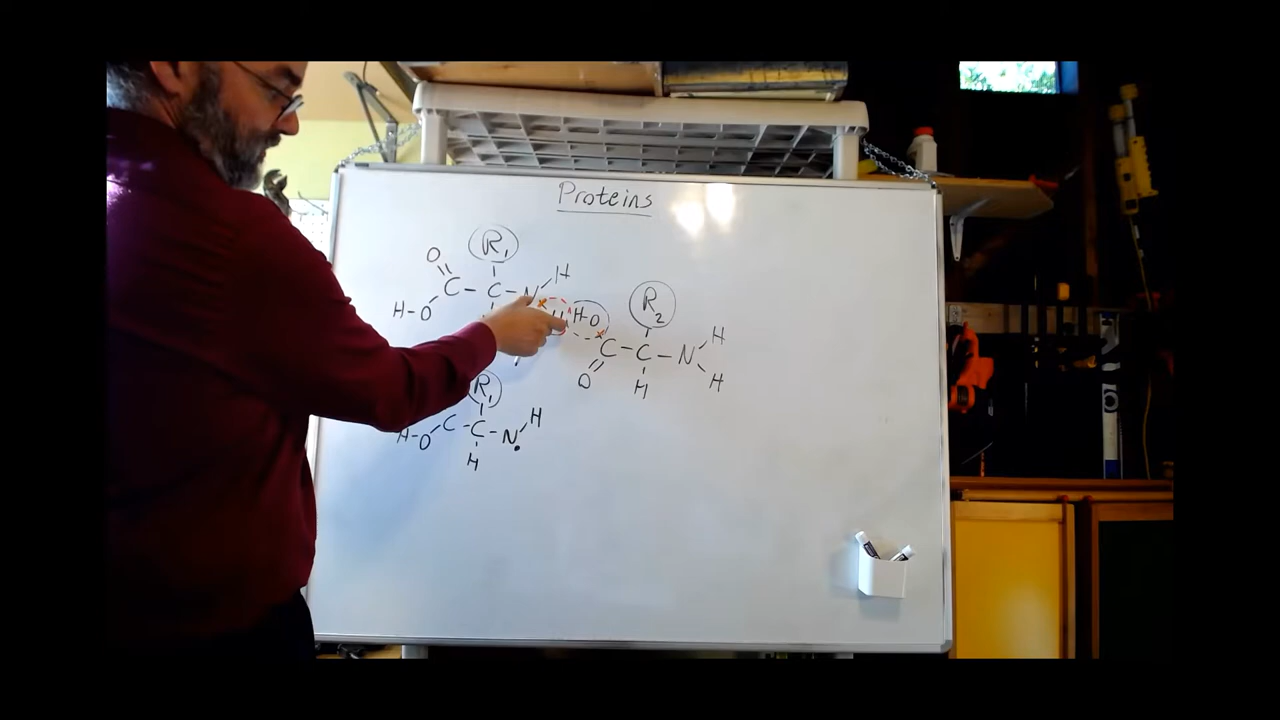 Proteins
O R1 H
C - C - N
H-O H H-O R2
C - C - N H
O H H
R1
H-O C - C - N H
H